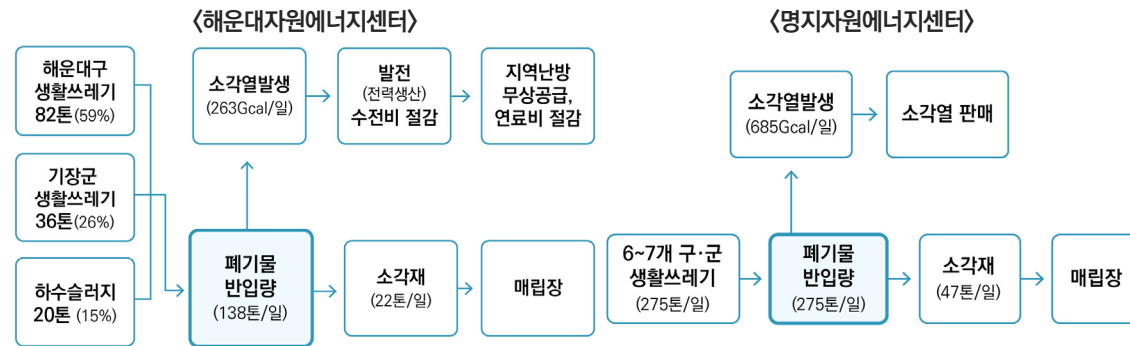 〈해운대자원에너지센터〉
해운대구
생활쓰레기
82톤(59%)
기장군
생활쓰레기
36톤(26%)
하수슬러지
20톤 (15%)
소각열발생
(263Gcal/일)
발전
(전력생산)
수전비 절감
지역난방
무상공급,
연료비 절감
폐기물
반입량
(138톤/일)
소각재
(22톤/일)
매립장
〈명지자원에너지센터〉
소각열발생
(685Gcal/일)
소각열 판매
6~7개 구·군
생활쓰레기
(275톤/일)
폐기물
반입량
(275톤/일)
소각재
(47톤/일)
매립장